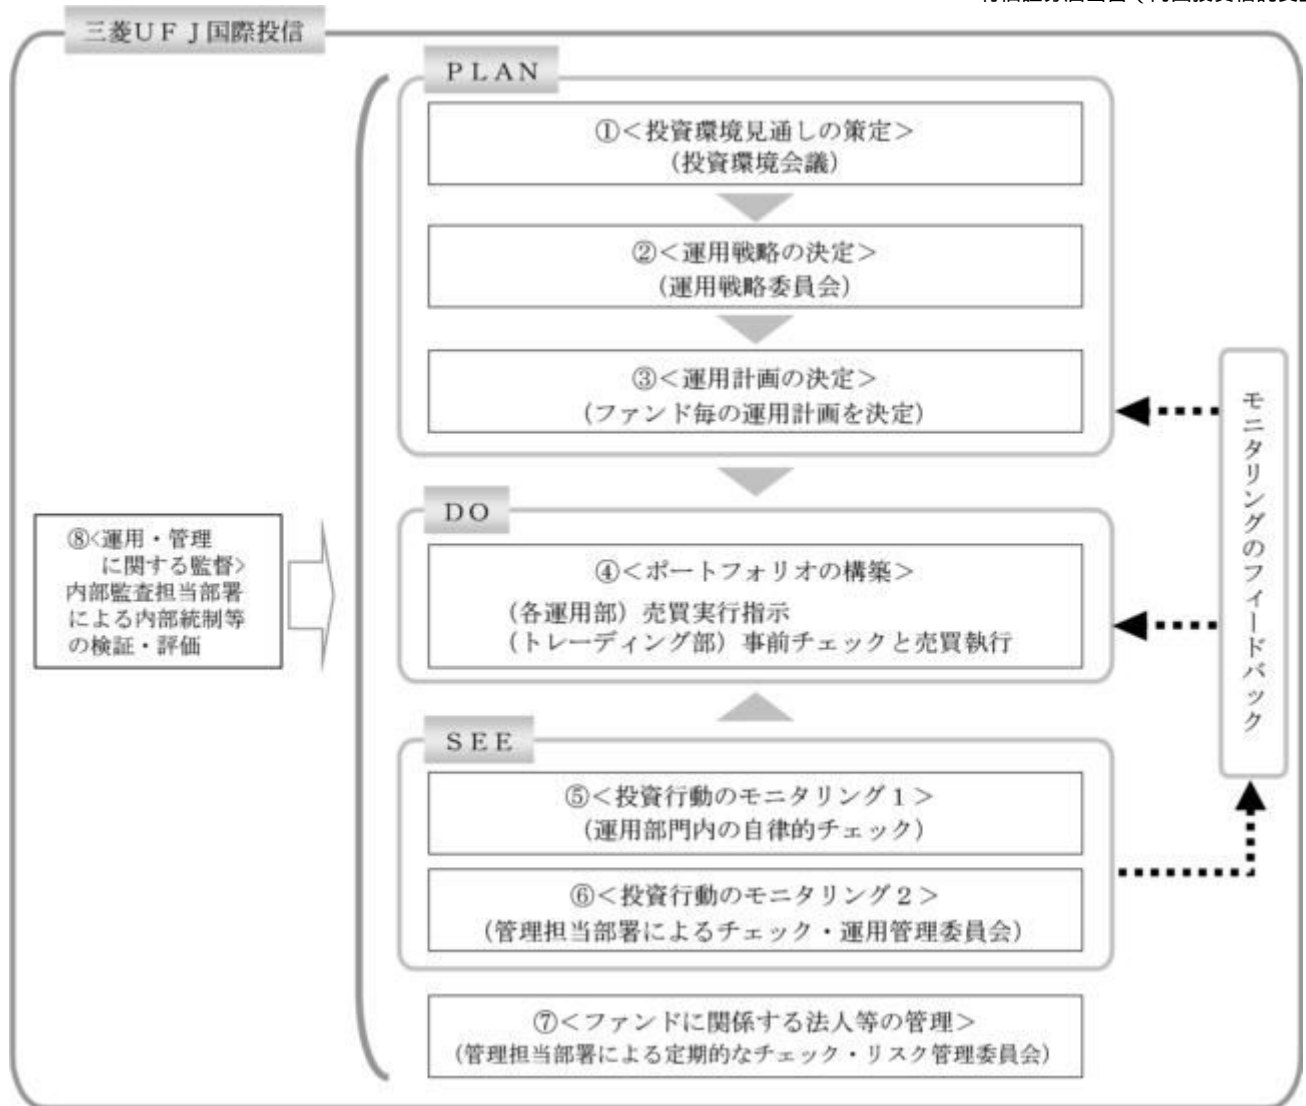 三菱ＵＦＪ国際投信
ＰＬＡＮ
①＜投資環境見通しの策定＞
（投資環境会議）
②＜運用戦略の決定＞
（運用戦略委員会）
③＜運用計画の決定＞
（ファンド毎の運用計画を決定）
ＤＯ
④＜ポートフォリオの構築＞
（各運用部）売買実行指示
（トレーディング部）事前チェックと売買執行
ＳＥＥ
⑤＜投資行動のモニタリング１＞
（運用部門内の自律的チェック）
⑥＜投資行動のモニタリング２＞
（管理担当部署によるチェック・運用管理委員会）
⑦＜ファンドに関係する法人等の管理＞
（管理担当部署による定期的なチェック・リスク管理委員会）
⑧<運用・管理
に関する監督>
内部監査担当部署
による内部統制等
の検証・評価
モニタリングのフィードバック